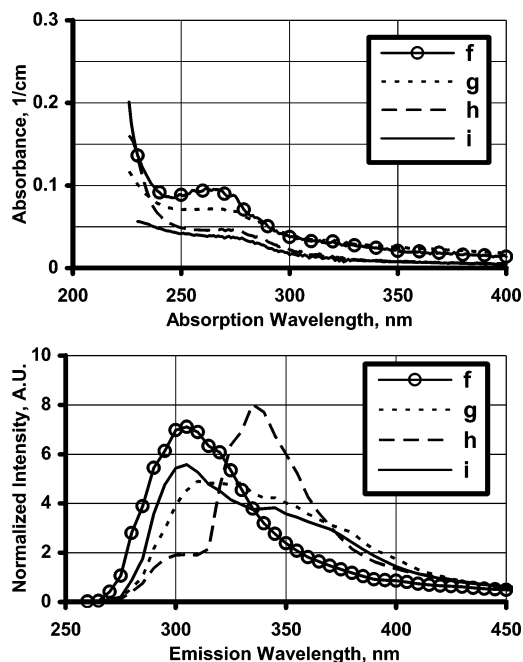 0.3
0.2
0.1
0
Absorbance, 1/cm
f
g
h
i
200 250 300 350 400
Absorption Wavelength, nm
10
8
6
4
2
0
Normalized Intensity, A.U.
f
g
h
i
250 300 350 400 450
Emission Wavelength, nm